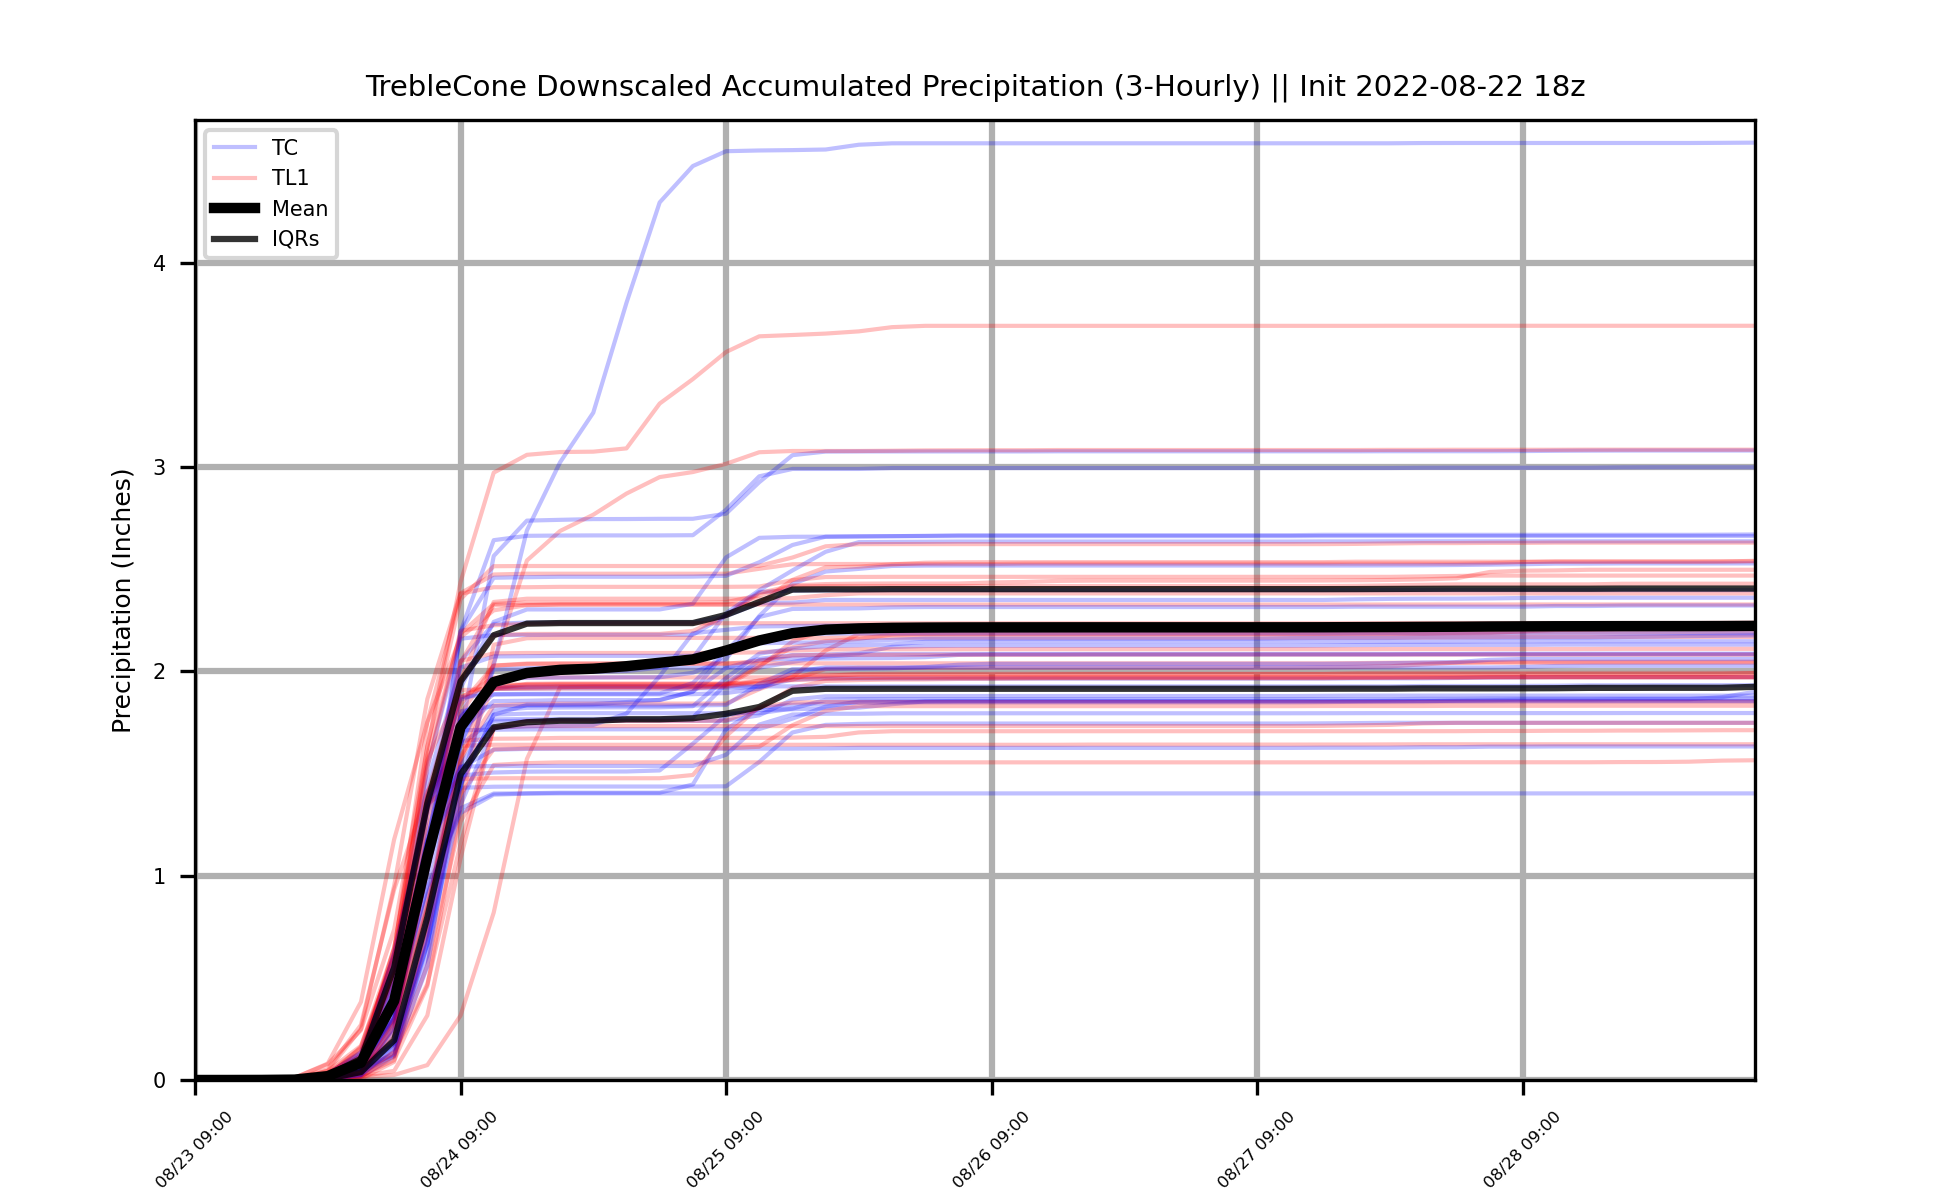 TrebleCone Downscaled Accumulated Precipitation (3-Hourly) || Init 2022-08-22 18z
TC
TL1
Mean
IQRs
Precipitation (Inches)
4
3
2
1
0
08/23 09:00
08/24 09:00
08/25 09:00
08/26 09:00
08/27 09:00
08/28 09:00